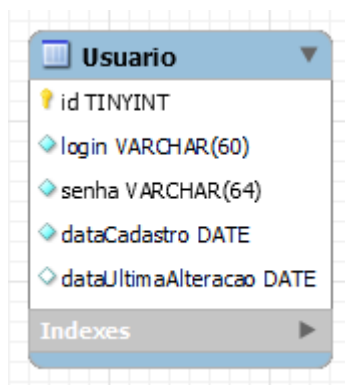 Usuario
id TINYINT
login VARCHAR(60)
senha VARCHAR(64)
dataCadastro DATE
dataUltimaAlteracao DATE
Indexes